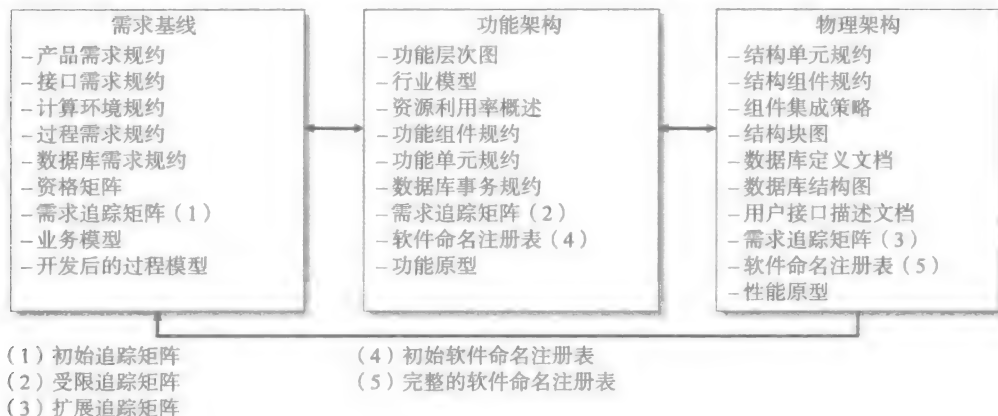 需求基线
–产品需求规约
–接口需求规约
–计算环境规约
–过程需求规约
–数据库需求规约
–资格矩阵
–需求追踪矩阵（1）
–业务模型
–开发后的过程模型
功能架构
–功能层次图
–行业模型
–资源利用率概述
–功能组件规约
–功能单元规约
–数据库事务规约
–需求追踪矩阵（2）
–软件命名注册表（4）
–功能原型
物理架构
–结构单元规约
–结构组件规约
–组件集成策略
–结构块图
–数据库定义文档
–数据库结构图
–用户接口描述文档
–需求追踪矩阵（3）
–软件命名注册表（5）
–性能原型
（1）初始追踪矩阵
（2）受限追踪矩阵
（3）扩展追踪矩阵
（4）初始软件命名注册表
（5）完整的软件命名注册表